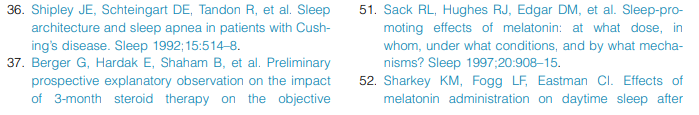 36. Shipley JE, Schteingart DE, Tandon R, et al. Sleep
architecture and sleep apnea in patients with Cush-
ing's disease. Sleep 1992;15:514–8.
37. Berger G, Hardak E, Shaham B, et al. Preliminary
prospective explanatory observation on the impact
of 3-month steroid therapy on the objective
51. Sack RL, Hughes RJ, Edgar DM, et al. Sleep-pro-
moting effects of melatonin: at what dose, in
whom, under what conditions, and by what mecha-
nisms? Sleep 1997;20:908–15.
52. Sharkey KM, Fogg LF, Eastman CI. Effects of
melatonin administration on daytime sleep after